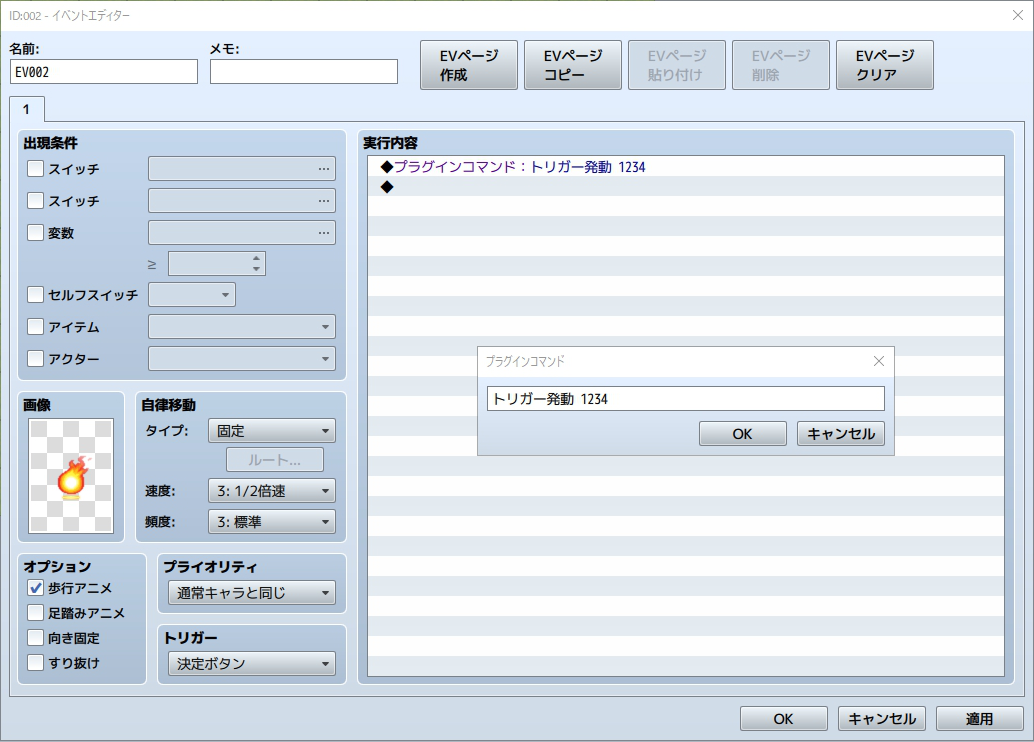 ID:002 - イベントエディター
名前:
メモ:
EV002
EVページ
作成
EVページ
コピー
EVページ
貼り付け
EVページ
削除
EVページ
クリア
1
出現条件
スイッチ
...
スイッチ
...
変数
...
≥
セルフスイッチ
アイテム
アクター
画像
自律移動
タイプ:
固定
ルート...
速度:
3: 1/2倍速
頻度:
3: 標準
オプション
歩行アニメ
足踏みアニメ
向き固定
すり抜け
プライオリティ
通常キャラと同じ
トリガー
決定ボタン
実行内容
◆プラグインコマンド：トリガー発動 1234
◆
プラグインコマンド
トリガー発動 1234
OK
キャンセル
OK
キャンセル
適用